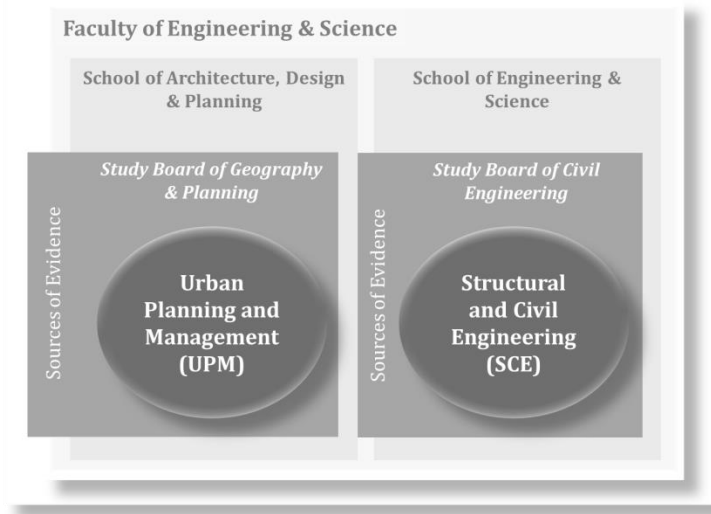 Faculty of Engineering & Science
School of Architecture, Design
& Planning
School of Engineering &
Science
Study Board of Geography
& Planning
Sources of Evidence
Urban
Planning and
Management
(UPM)
Study Board of Civil
Engineering
Sources of Evidence
Structural
and Civil
Engineering
(SCE)